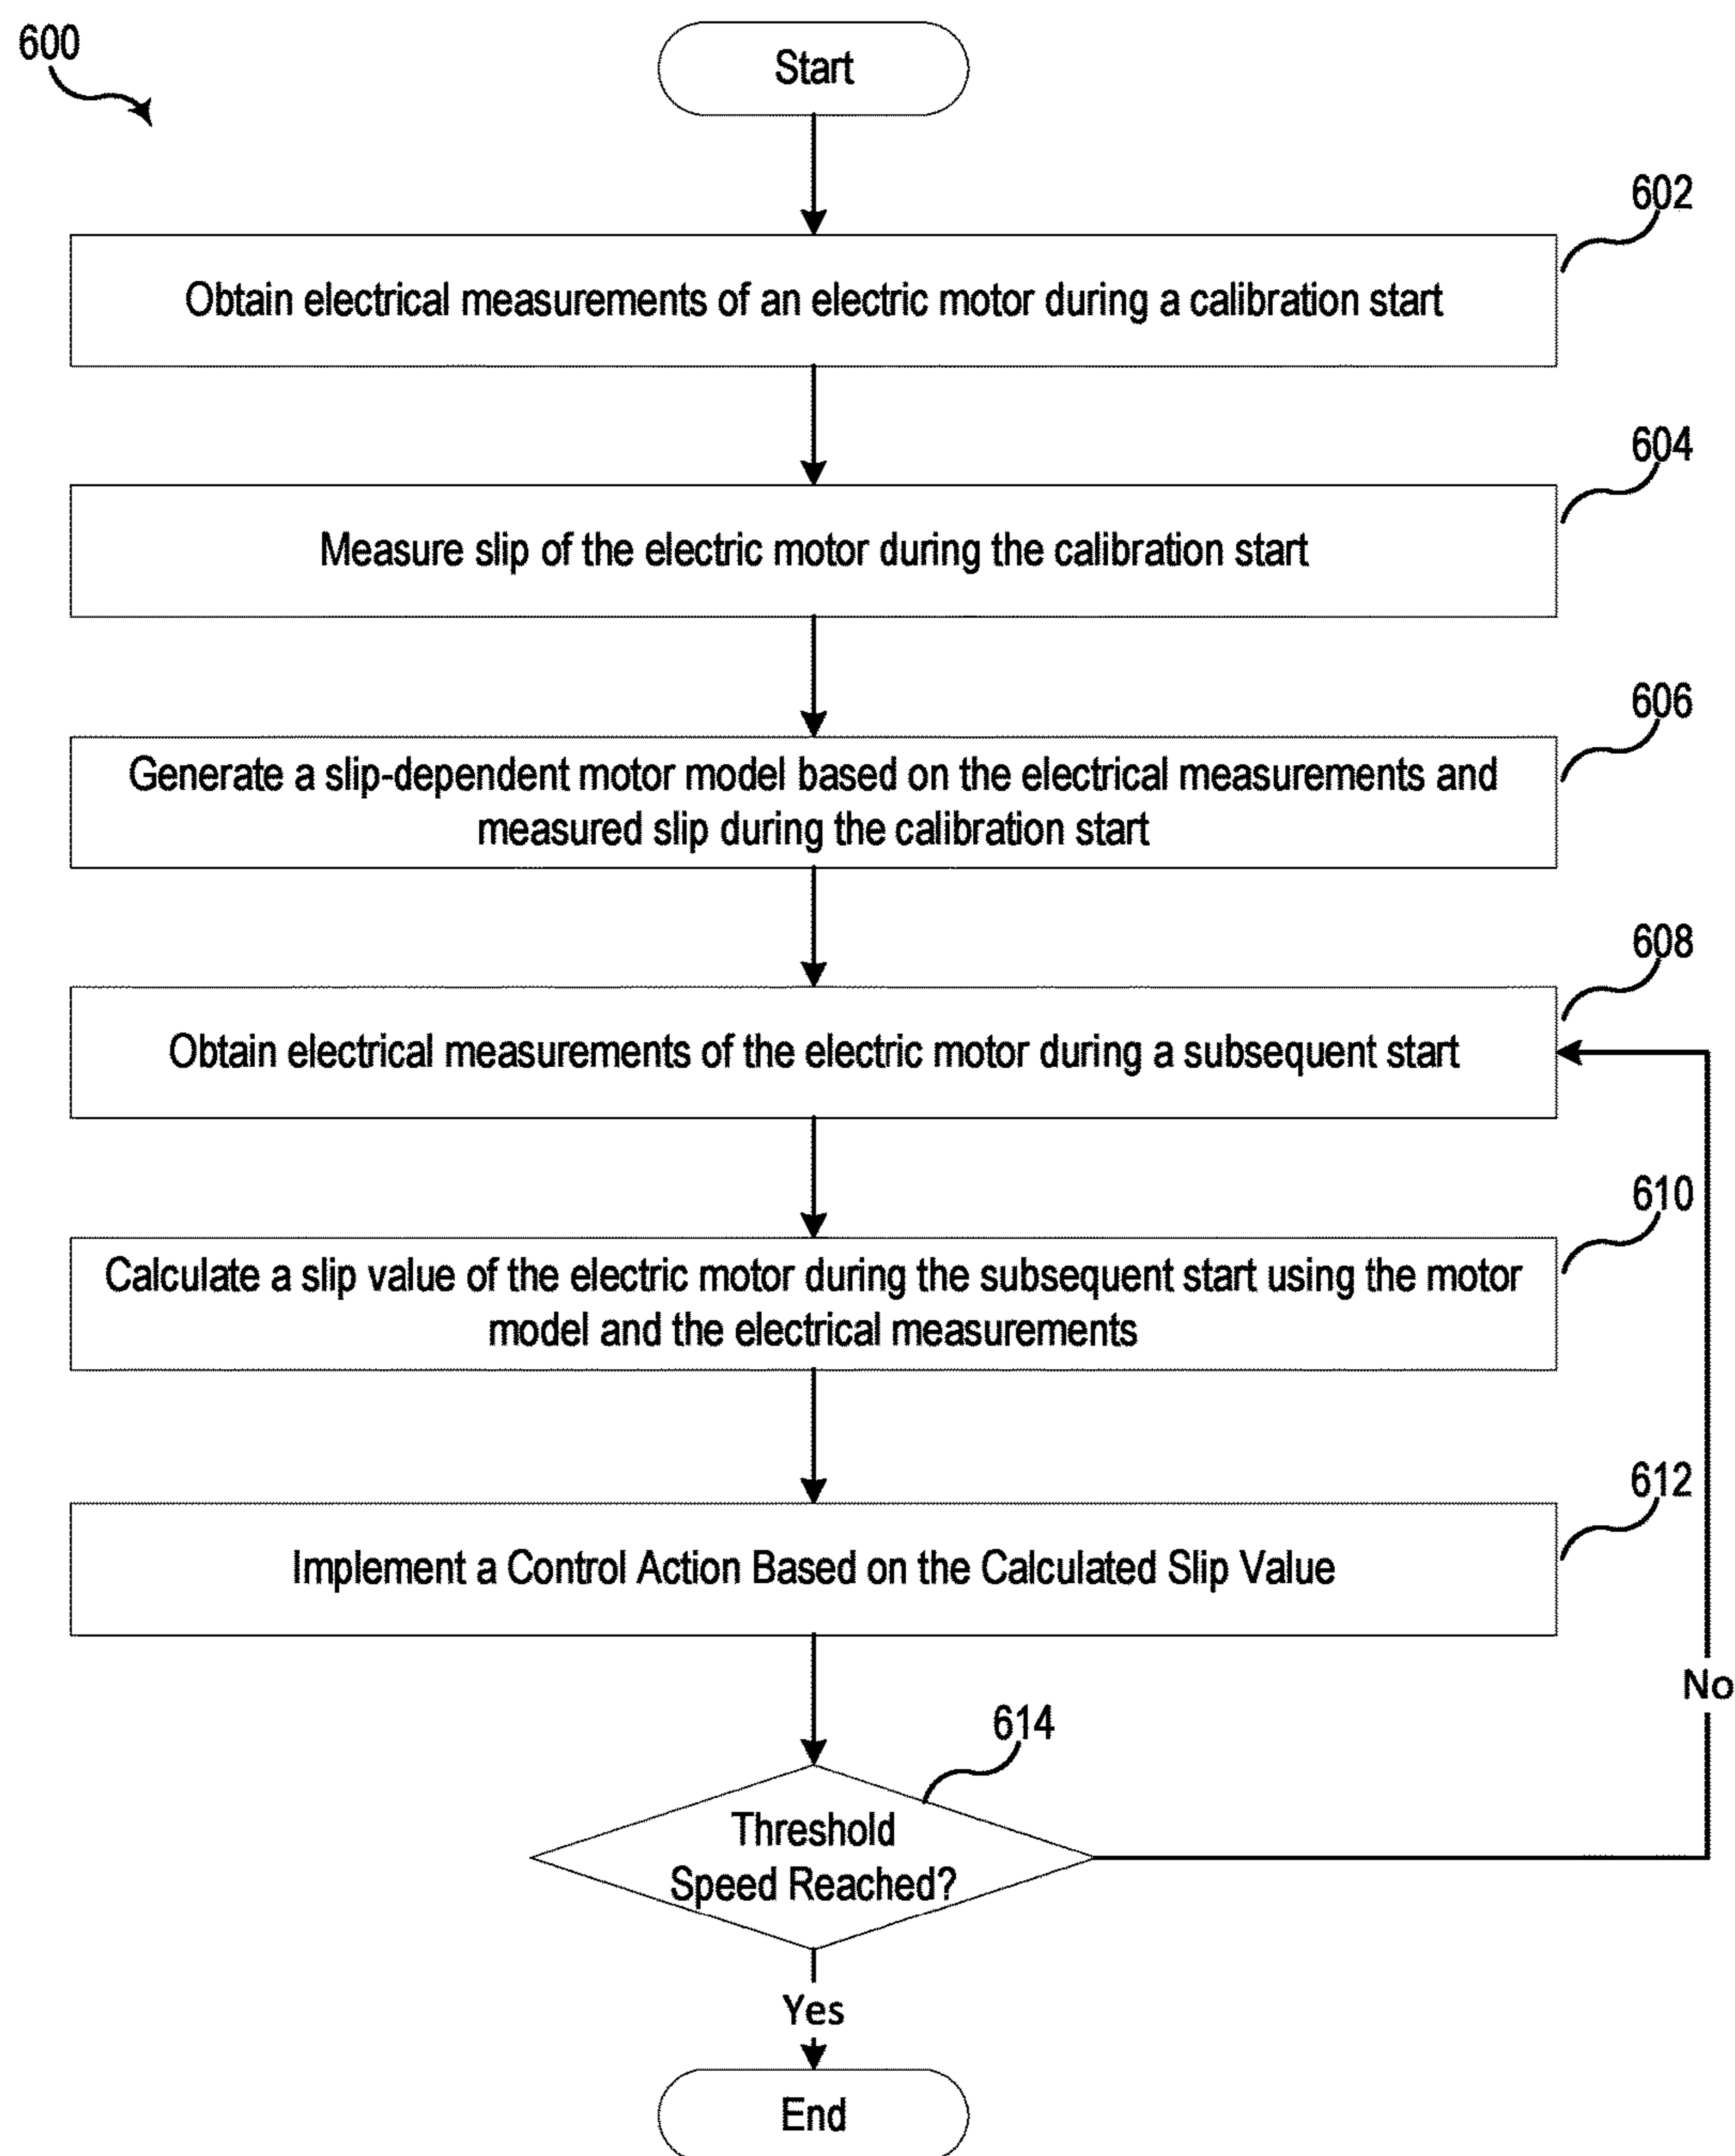 600
Start
602
Obtain electrical measurements of an electric motor during a calibration start
604
Measure slip of the electric motor during the calibration start
606
Generate a slip-dependent motor model based on the electrical measurements and
measured slip during the calibration start
608
Obtain electrical measurements of the electric motor during a subsequent start
610
Calculate a slip value of the electric motor during the subsequent start using the motor
model and the electrical measurements
612
Implement a Control Action Based on the Calculated Slip Value
No
614
Threshold
Speed Reached?
Yes
End